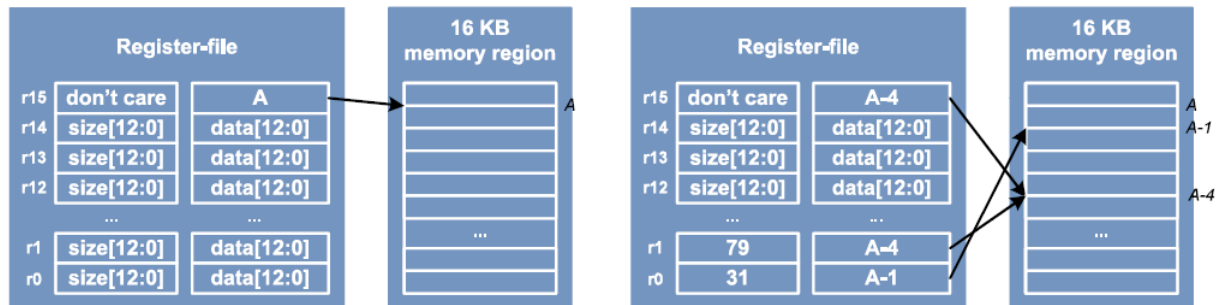 Register-file
16 KB
memory region
r15 don't care A
A
r14 size[12:0] data[12:0]
r13 size[12:0] data[12:0]
r12 size[12:0] data[12:0]
... ...
...
r1 size[12:0] data[12:0]
r0 size[12:0] data[12:0]
Register-file
16 KB
memory region
r15 don't care A-4
A
r14 size[12:0] data[12:0]
A-1
r13 size[12:0] data[12:0]
r12 size[12:0] data[12:0]
A-4
... ...
...
r1 79 A-4
r0 31 A-1